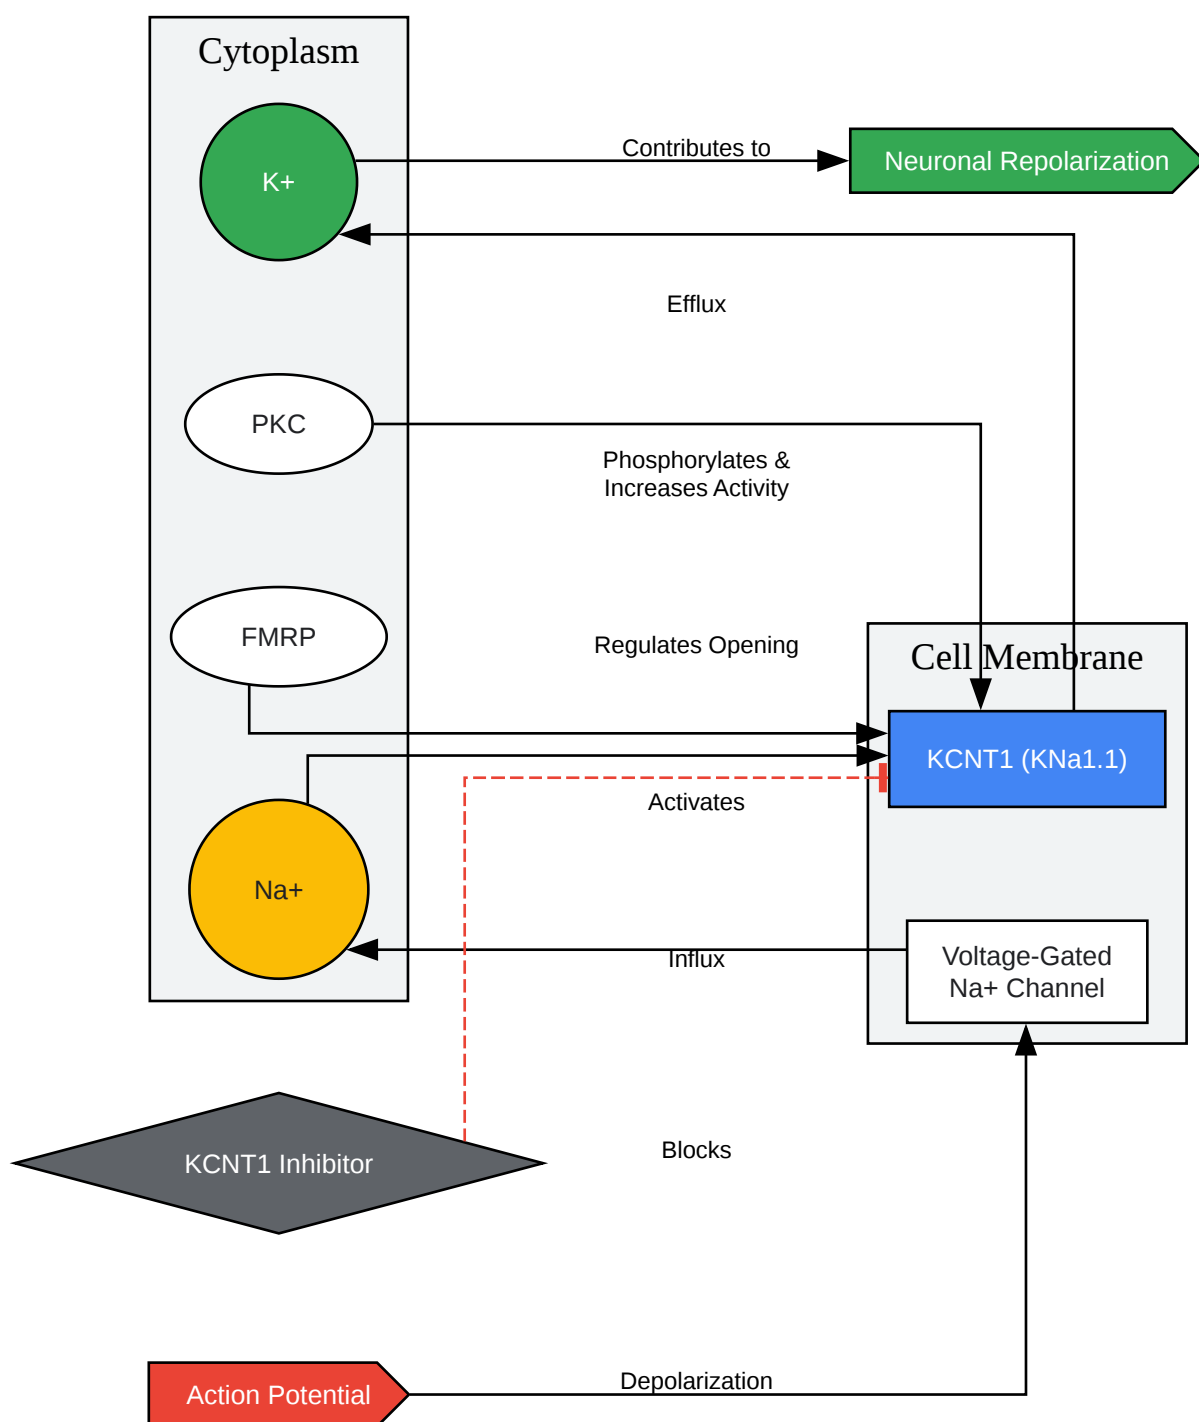 Cytoplasm
K+
Contributes to
Neuronal Repolarization
Efflux
PKC
Phosphorylates &
Increases Activity
FMRP
Regulates Opening
Cell Membrane
KCNT1 (KNa1.1)
Activates
Na+
Influx
Voltage-Gated
Na+ Channel
KCNT1 Inhibitor
Blocks
Action Potential
Depolarization